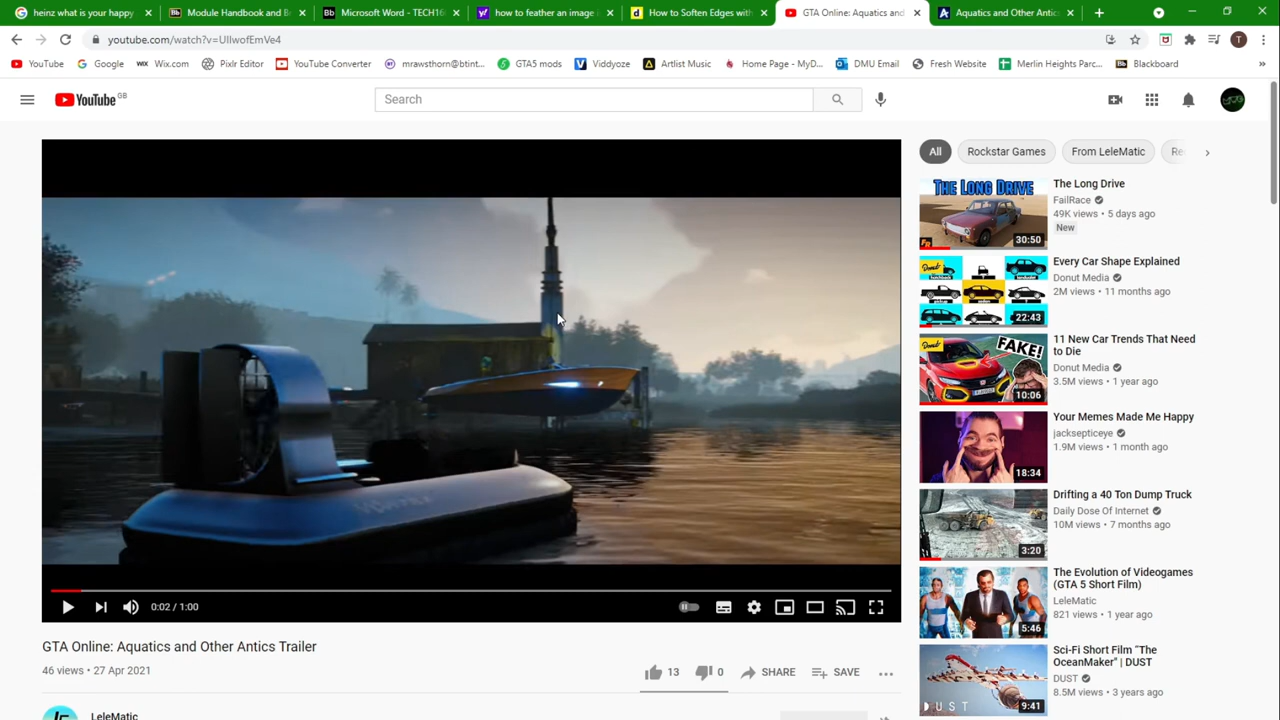 heinz what is your happy
Module Handbook and B
Microsoft Word - TECH16
how to feather an image i
How to Soften Edges with
GTA Online: Aquatics and
Aquatics and Other Antic
youtube.com/watch?v=UIIwofEmVe4
T
YouTube
Google
WIX Wix.com
Pixlr Editor
YouTube Converter
mrawsthorn@btint...
GTA5 mods
Viddyoze
Artlist Music
Home Page - MyD...
DMU Email
Fresh Website
Merlin Heights Parc...
Bb Blackboard
»
YouTube GB
Search
All
Rockstar Games
From LeleMatic
Re
THE LONG DRIVE
30:50
The Long Drive
FailRace
49K views • 5 days ago
New
Donut
22:43
Every Car Shape Explained
Donut Media
2M views • 11 months ago
Donut
FAKE!
10:06
11 New Car Trends That Need
to Die
Donut Media
3.5M views • 1 year ago
18:34
Your Memes Made Me Happy
jacksepticeye
1.9M views • 1 month ago
3:20
Drifting a 40 Ton Dump Truck
Daily Dose Of Internet
10M views • 7 months ago
5:46
The Evolution of Videogames
(GTA 5 Short Film)
LeleMatic
821 views • 1 year ago
DUST
9:41
Sci-Fi Short Film "The
OceanMaker" | DUST
DUST
8.5M views • 3 years ago
0:02 / 1:00
GTA Online: Aquatics and Other Antics Trailer
46 views • 27 Apr 2021
13
0
SHARE
SAVE
LeleMatic